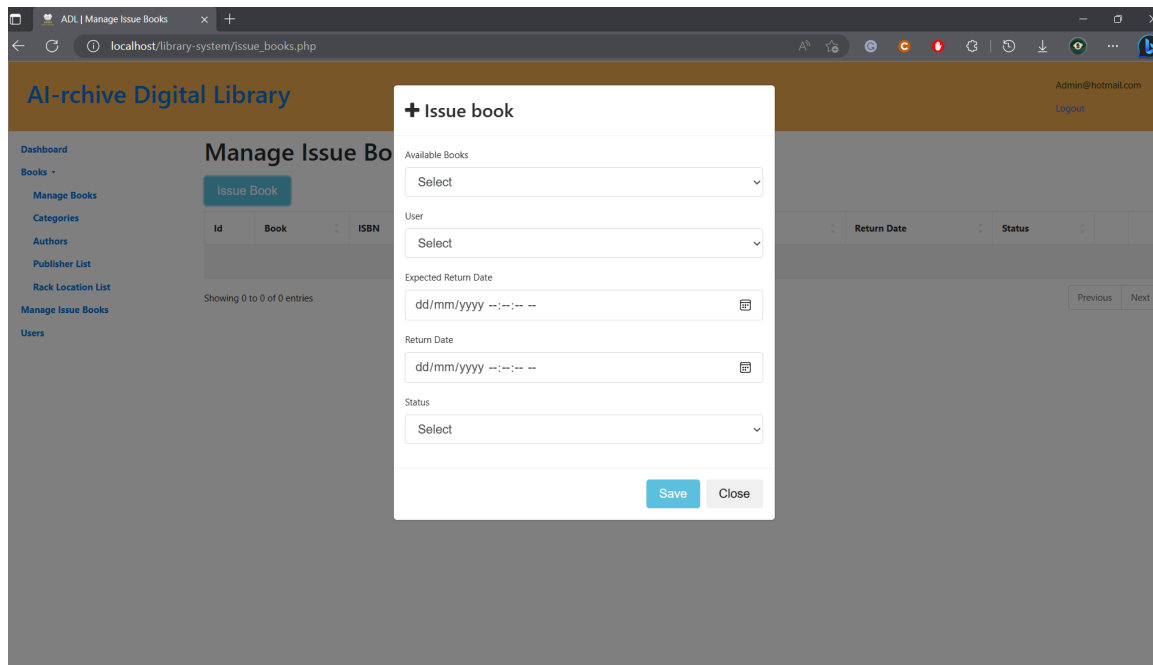 ADL | Manage Issue Books
localhost/library-system/issue_books.php
AI-rchive Digital Library
Admin@hotmail.com
Logout
Dashboard
Books
Manage Books
Categories
Authors
Publisher List
Rack Location List
Manage Issue Books
Users
Manage Issue Bo
Issue Book
Id Book ISBN Return Date Status
Showing 0 to 0 of 0 entries
Previous Next
+ Issue book
Available Books
Select
User
Select
Expected Return Date
dd/mm/yyyy --:--:-- --
Return Date
dd/mm/yyyy --:--:-- --
Status
Select
Save Close